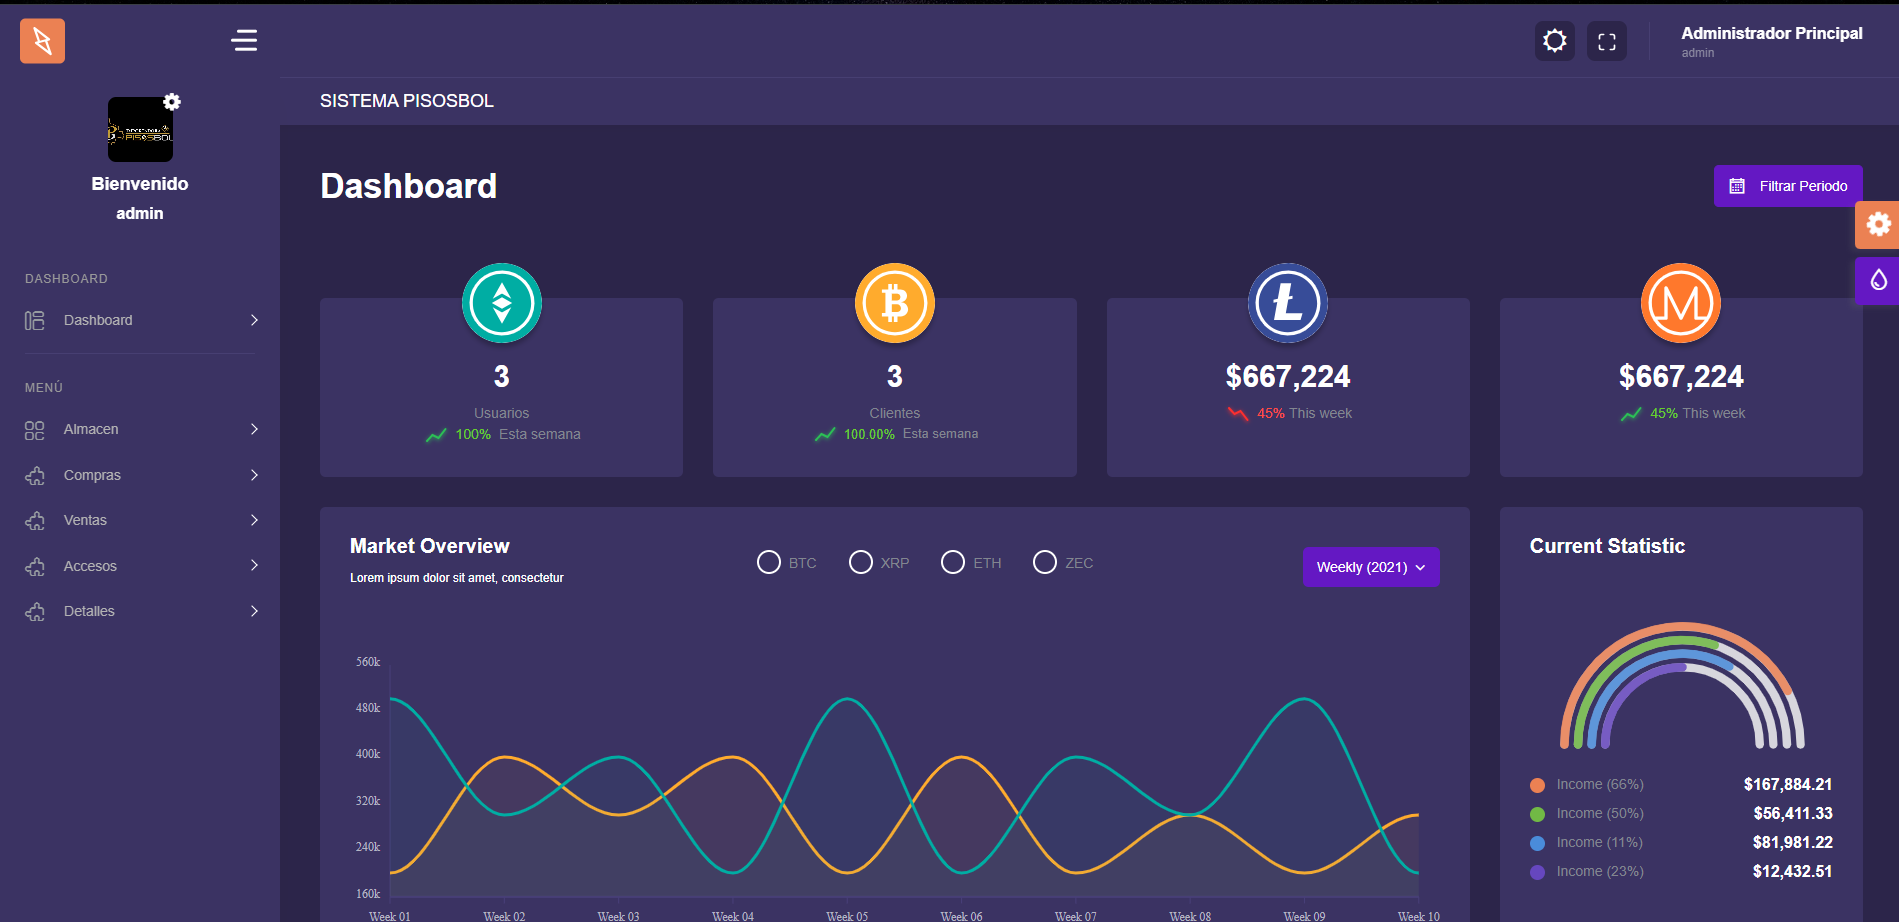 Administrador Principal
admin
SISTEMA PISOSBOL
PISOSBOL
Bienvenido
admin
DASHBOARD
Dashboard
MENÚ
Almacen
Compras
Ventas
Accesos
Detalles
Dashboard
Filtrar Periodo
3
Usuarios
100% Esta semana
3
Clientes
100.00% Esta semana
$667,224
45% This week
$667,224
45% This week
Market Overview
Lorem ipsum dolor sit amet, consectetur
BTC XRP ETH ZEC
Weekly (2021)
560k
480k
400k
320k
240k
160k
Week 01 Week 02 Week 03 Week 04 Week 05 Week 06 Week 07 Week 08 Week 09 Week 10
Current Statistic
Income (66%) $167,884.21
Income (50%) $56,411.33
Income (11%) $81,981.22
Income (23%) $12,432.51